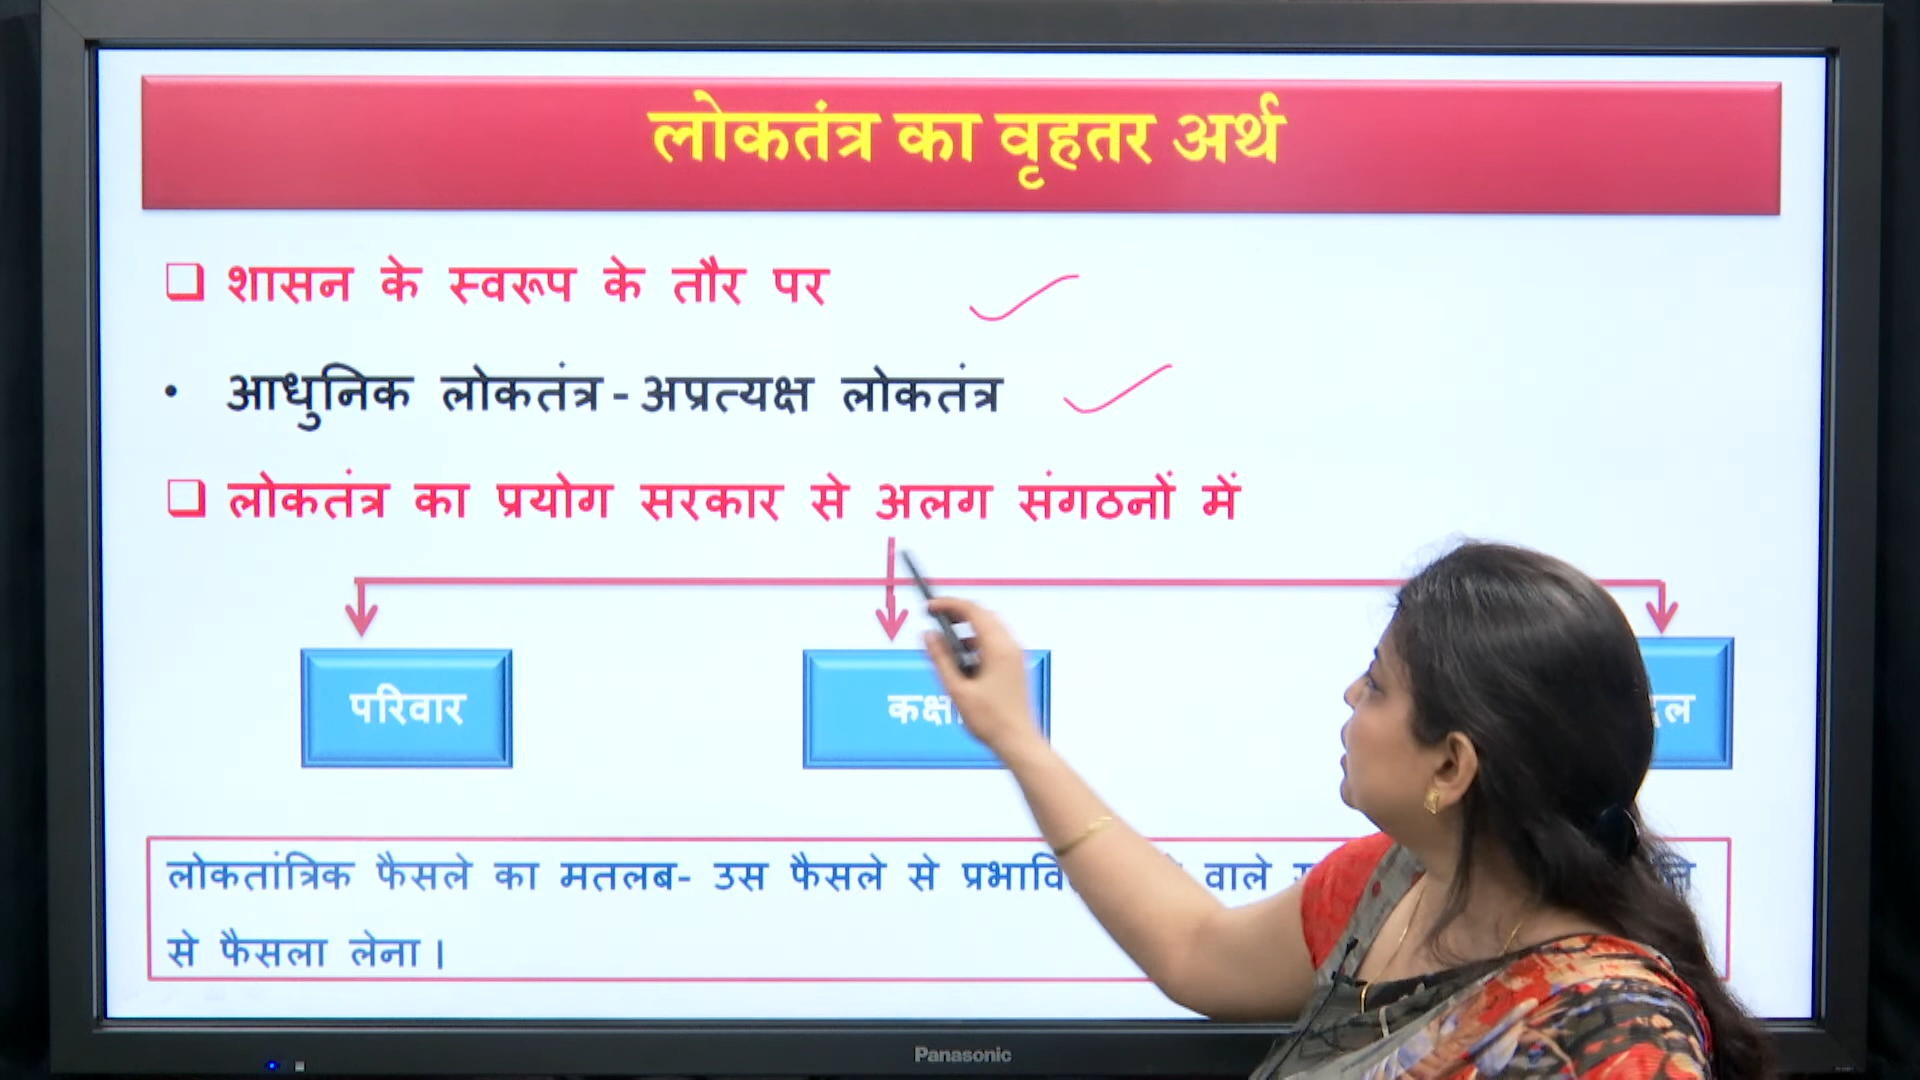 लोकतंत्र का वृहतर अर्थ
शासन के स्वरूप के तौर पर
• आधुनिक लोकतंत्र - अप्रत्यक्ष लोकतंत्र
लोकतंत्र का प्रयोग सरकार से अलग संगठनों में
परिवार
लोकतांत्रिक फैसले का मतलब- उस फैसले से प्रभावि वाले
से फैसला लेना।
Panasonic